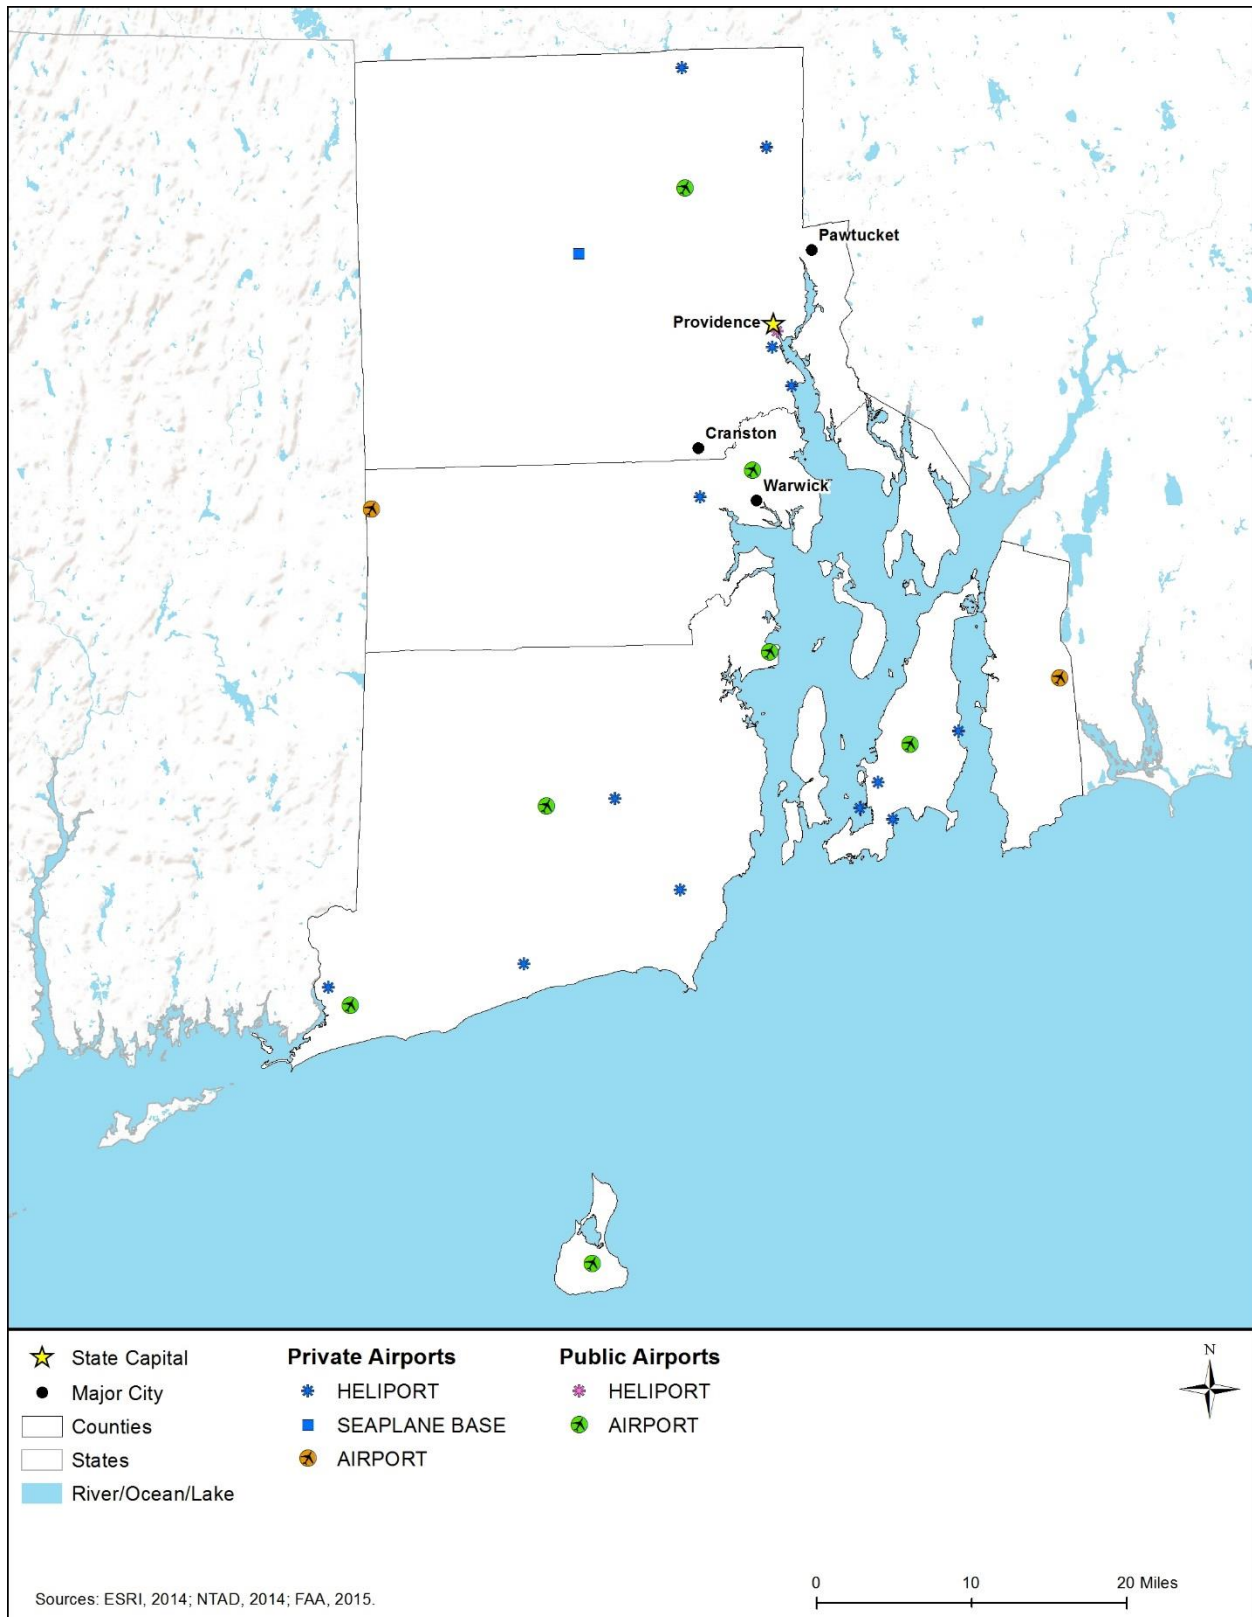 Pawtucket
Providence
Cranston
Warwick
State Capital
Major City
Counties
States
River/Ocean/Lake
Private Airports
HELIPORT
SEAPLANE BASE
AIRPORT
Public Airports
HELIPORT
AIRPORT
N
Sources: ESRI, 2014; NTAD, 2014; FAA, 2015.
0 10 20 Miles